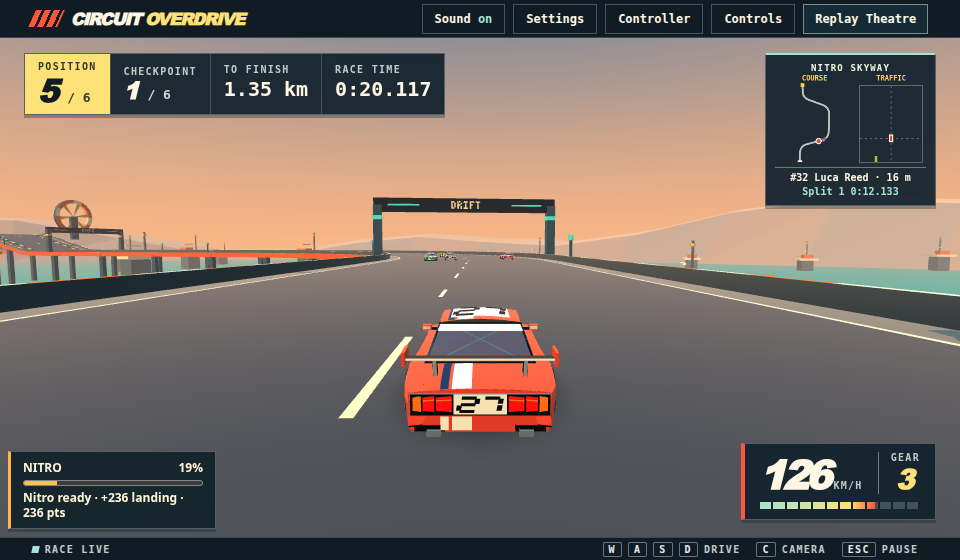 CIRCUIT OVERDRIVE
Sound on
Settings
Controller
Controls
Replay Theatre
POSITION
5 / 6
CHECKPOINT
1 / 6
TO FINISH
1.35 km
RACE TIME
0:20.117
NITRO SKYWAY
COURSE
TRAFFIC
#32 Luca Reed · 16 m
Split 1 0:12.133
DRIFT
27
NITRO 19%
Nitro ready · +236 landing ·
236 pts
126 KM/H
GEAR
3
RACE LIVE
W A S D DRIVE C CAMERA ESC PAUSE